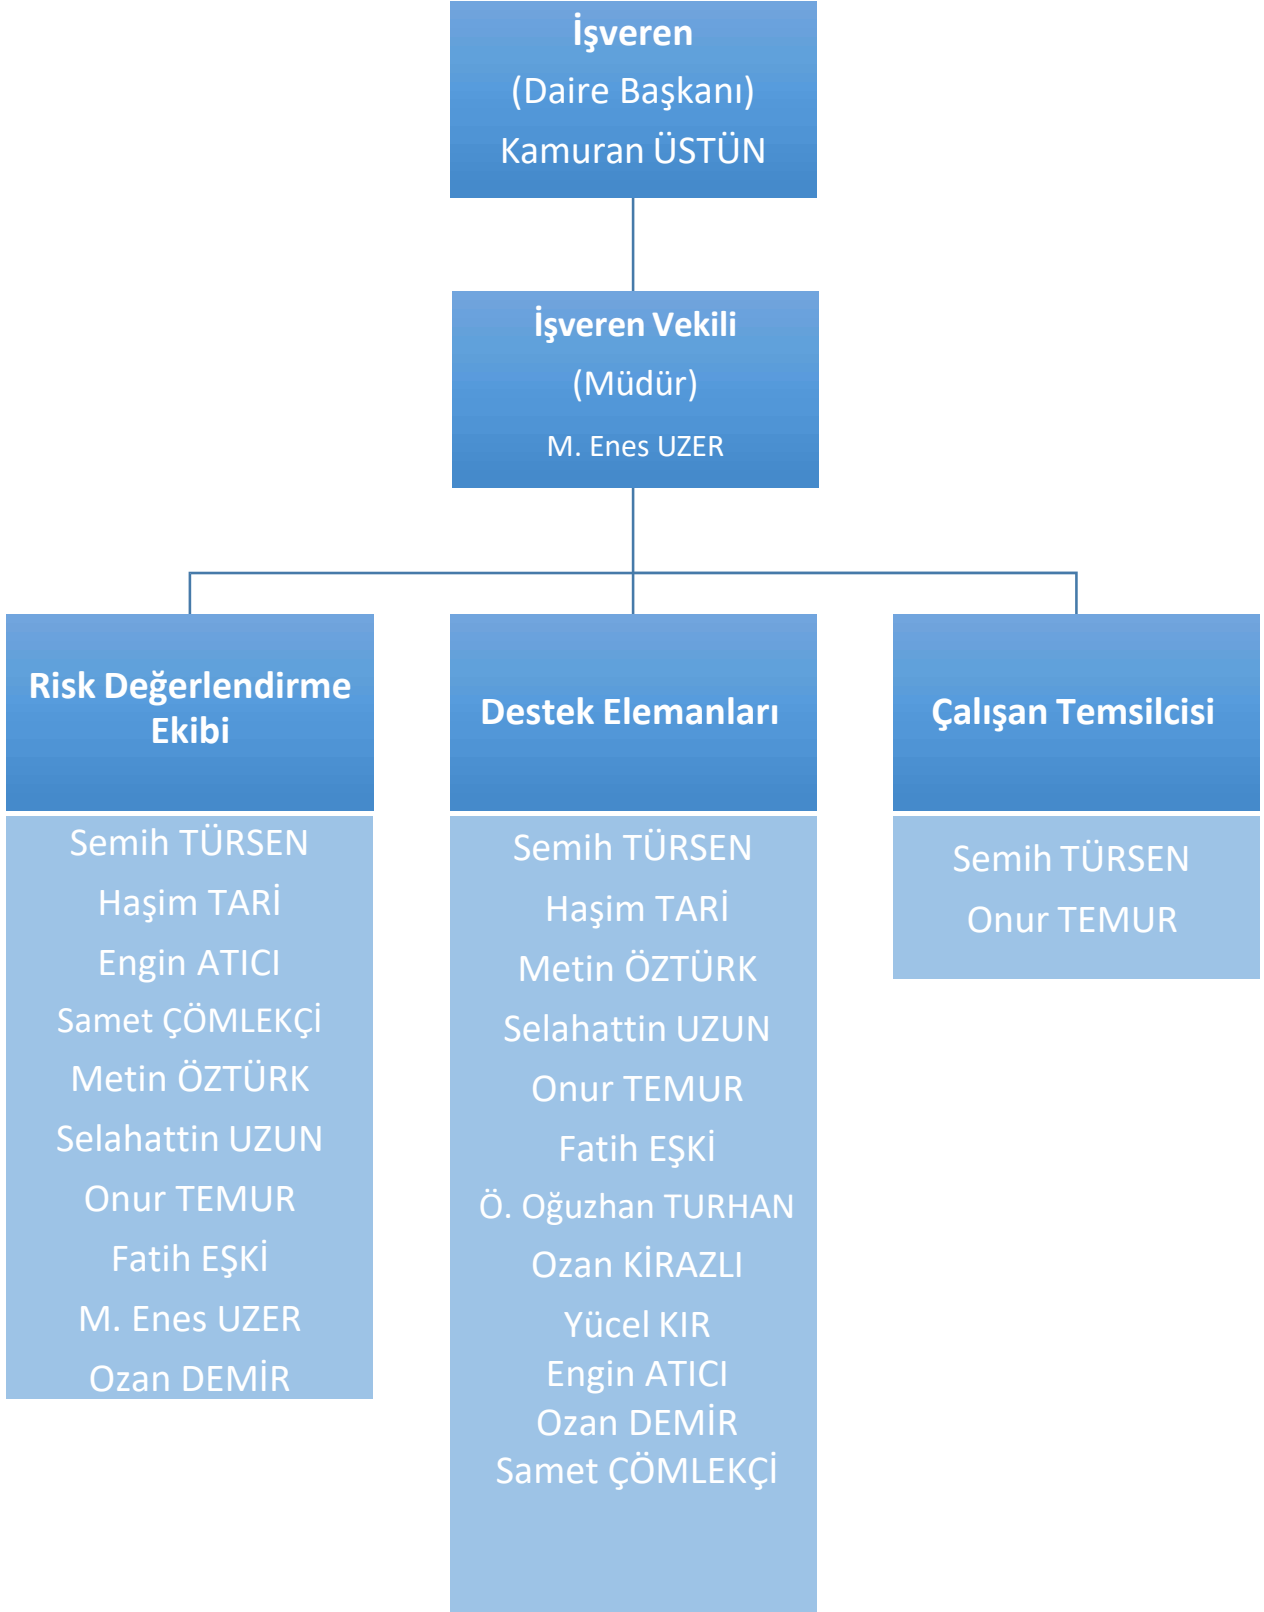 İşveren
(Daire Başkanı)
Kamuran ÜSTÜN
İşveren Vekili
(Müdür)
M. Enes UZER
Risk Değerlendirme
Ekibi
Semih TÜRSEN
Haşim TARİ
Engin ATICI
Samet ÇÖMLEKÇİ
Metin ÖZTÜRK
Selahattin UZUN
Onur TEMUR
Fatih EŞKİ
M. Enes UZER
Ozan DEMİR
Destek Elemanları
Semih TÜRSEN
Haşim TARİ
Metin ÖZTÜRK
Selahattin UZUN
Onur TEMUR
Fatih EŞKİ
Ö. Oğuzhan TURHAN
Ozan KİRAZLI
Yücel KIR
Engin ATICI
Ozan DEMİR
Samet ÇÖMLEKÇİ
Çalışan Temsilcisi
Semih TÜRSEN
Onur TEMUR